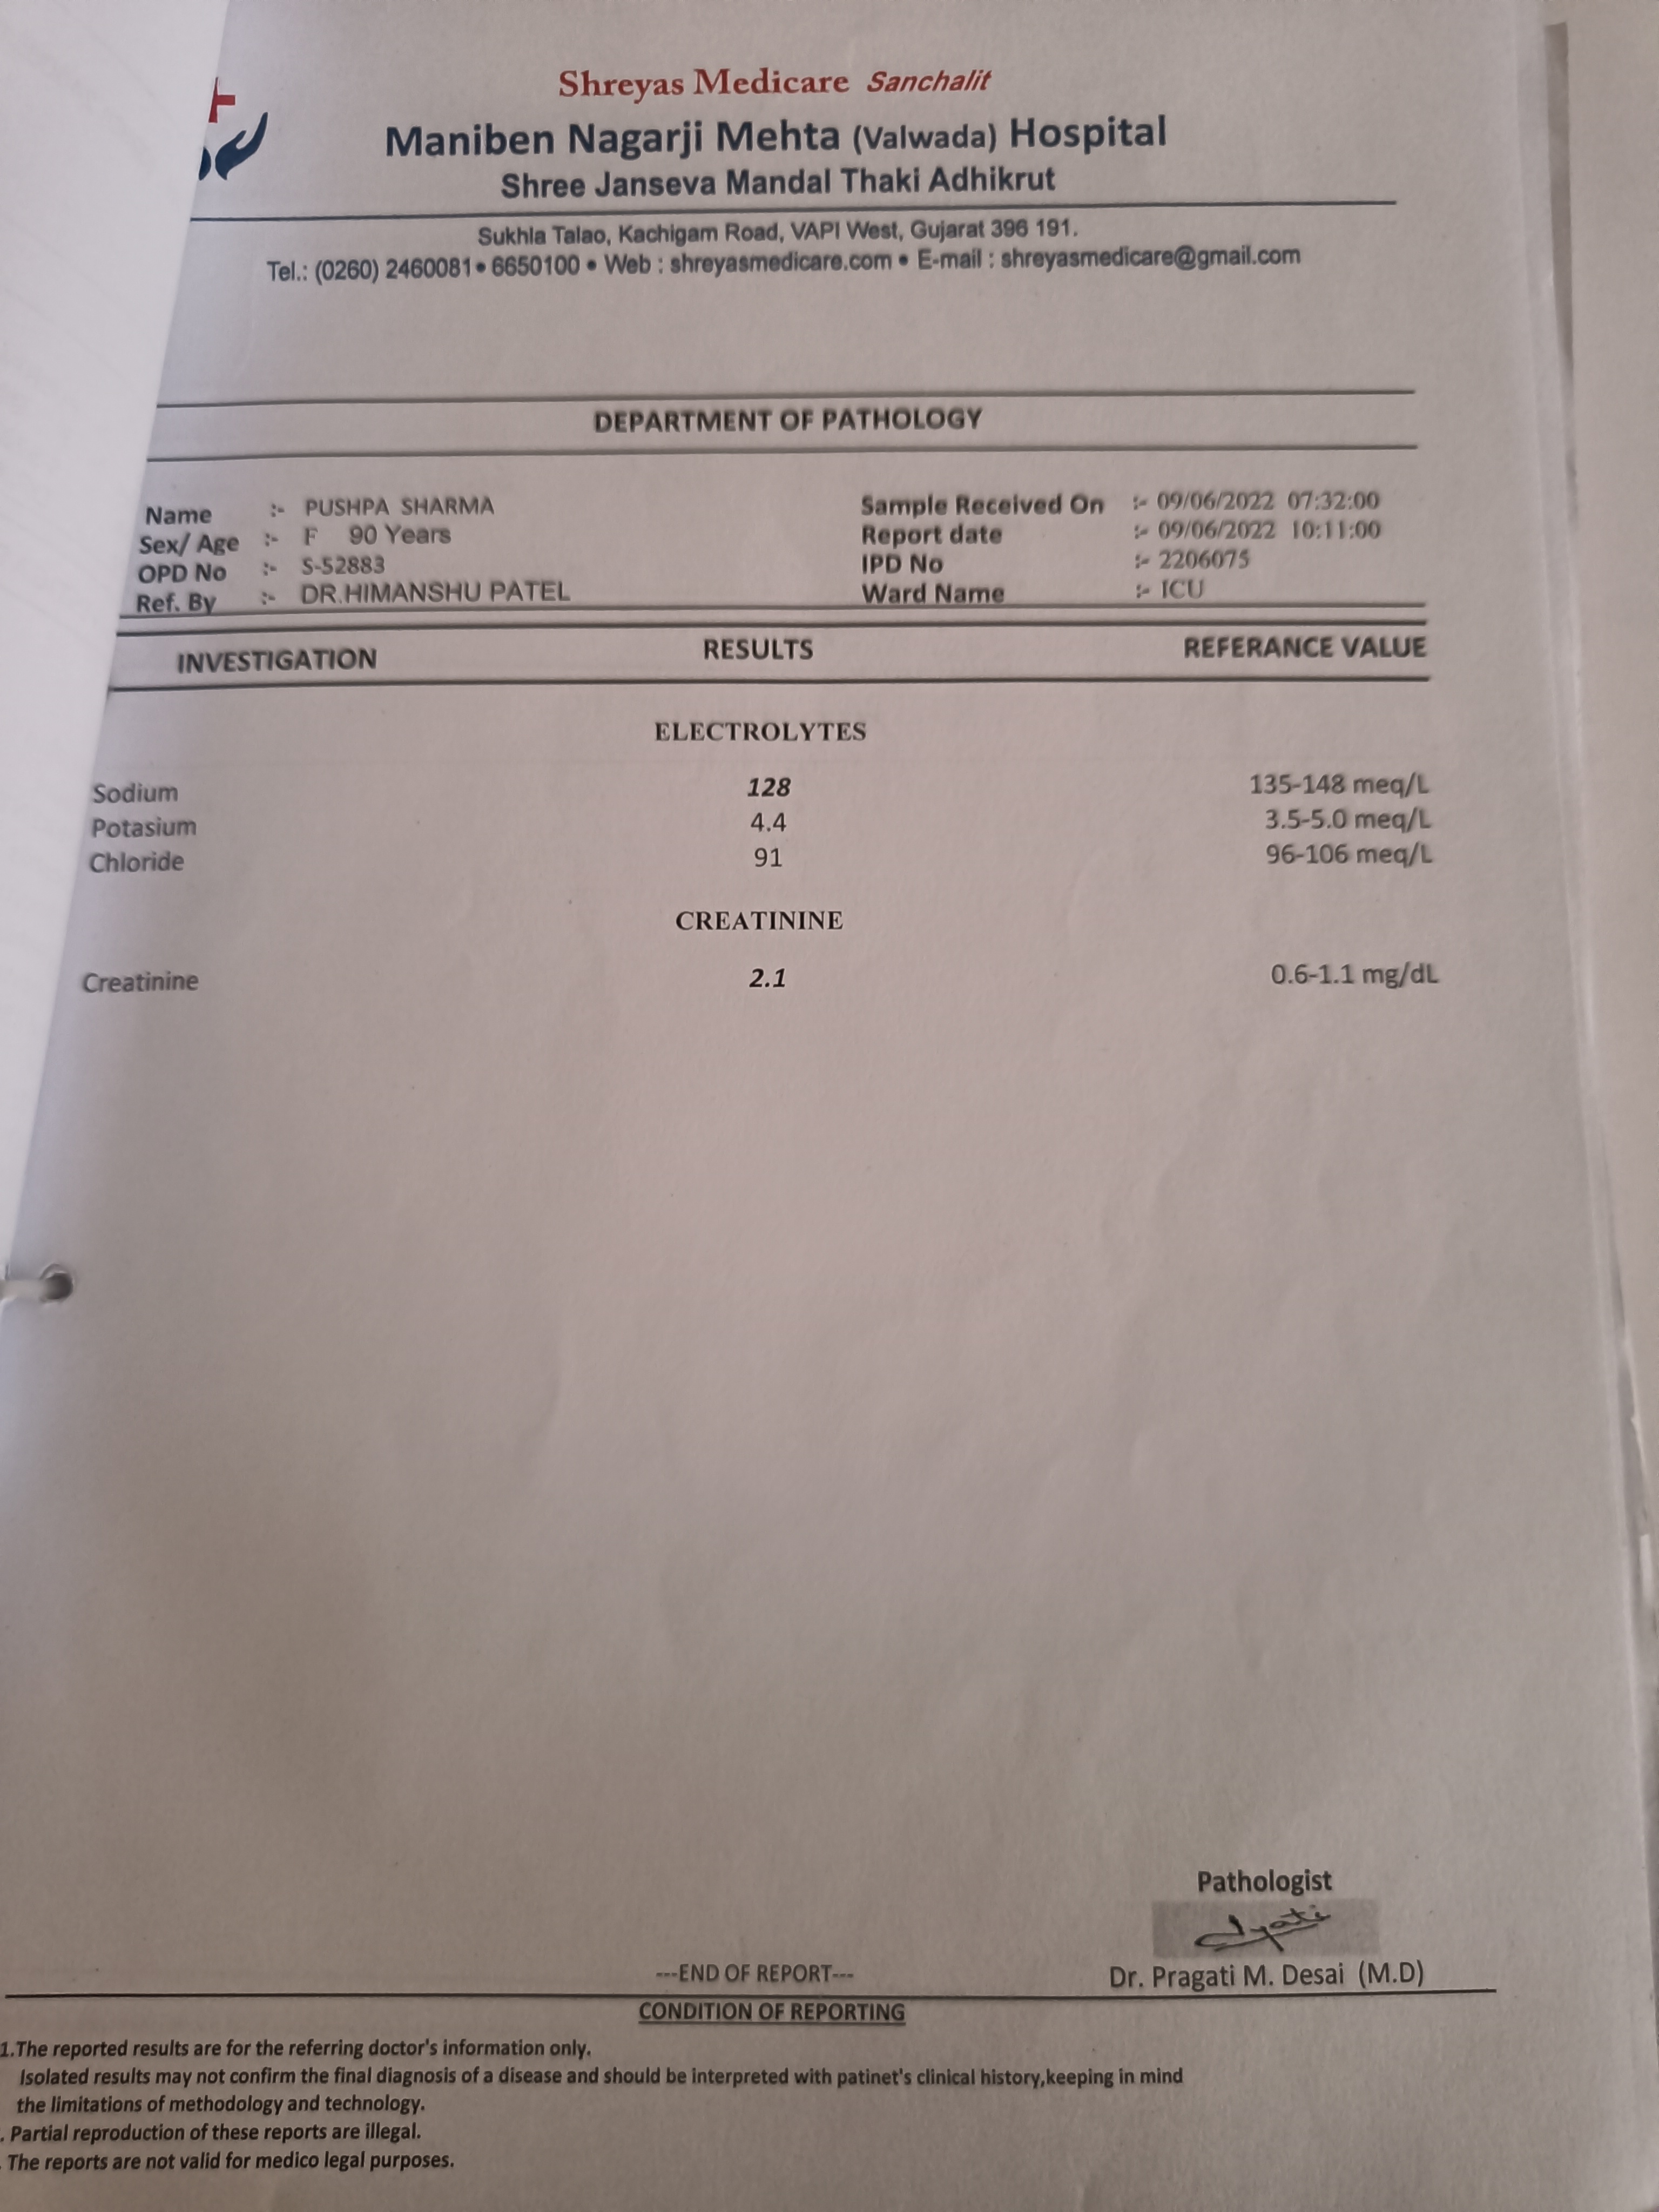 Shreyas Medicare Sanchalit
Maniben Nagarji Mehta (Valwada) Hospital
Shree Janseva Mandal Thaki Adhikrut
Sukhla Talao, Kachigam Road, VAPI West, Gujarat 396 191.
Tel.: (0260) 2460081 • 6650100 • Web : shreyasmedicare.com • E-mail : shreyasmedicare@gmail.com
DEPARTMENT OF PATHOLOGY
Name :- PUSHPA SHARMA Sample Received On :- 09/06/2022 07:32:00
Sex/ Age :- F 90 Years Report date :- 09/06/2022 10:11:00
OPD No :- S-52883 IPD No :- 2206075
Ref. By :- DR.HIMANSHU PATEL Ward Name :- ICU
INVESTIGATION RESULTS REFERANCE VALUE
ELECTROLYTES
Sodium 128 135-148 meq/L
Potasium 4.4 3.5-5.0 meq/L
Chloride 91 96-106 meq/L
CREATININE
Creatinine 2.1 0.6-1.1 mg/dL
Pathologist
---END OF REPORT--- Dr. Pragati M. Desai (M.D)
CONDITION OF REPORTING
1.The reported results are for the referring doctor's information only.
Isolated results may not confirm the final diagnosis of a disease and should be interpreted with patinet's clinical history,keeping in mind
the limitations of methodology and technology.
. Partial reproduction of these reports are illegal.
. The reports are not valid for medico legal purposes.